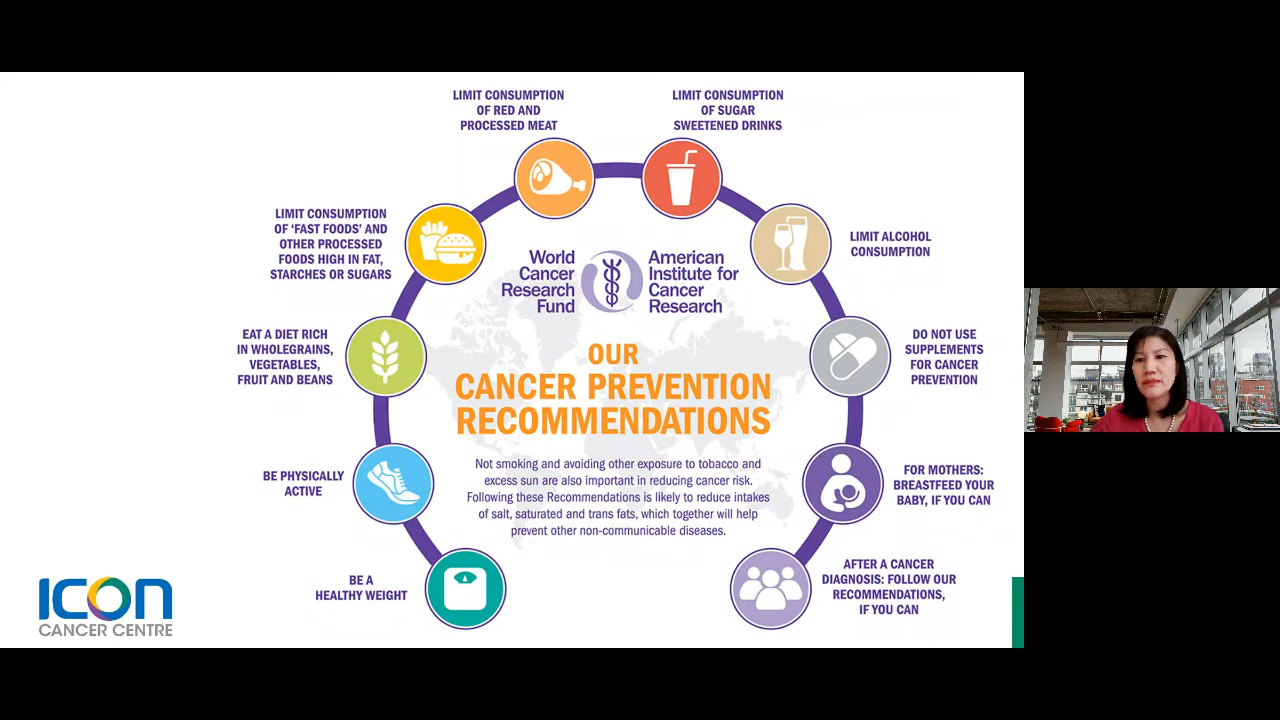 LIMIT CONSUMPTION
OF RED AND
PROCESSED MEAT
LIMIT CONSUMPTION
OF SUGAR
SWEETENED DRINKS
LIMIT CONSUMPTION
OF ‘FAST FOODS’ AND
OTHER PROCESSED
FOODS HIGH IN FAT,
STARCHES OR SUGARS
LIMIT ALCOHOL
CONSUMPTION
World
Cancer
Research
Fund
American
Institute for
Cancer
Research
EAT A DIET RICH
IN WHOLEGRAINS,
VEGETABLES,
FRUIT AND BEANS
DO NOT USE
SUPPLEMENTS
FOR CANCER
PREVENTION
OUR
CANCER PREVENTION
RECOMMENDATIONS
Not smoking and avoiding other exposure to tobacco and
excess sun are also important in reducing cancer risk.
Following these Recommendations is likely to reduce intakes
of salt, saturated and trans fats, which together will help
prevent other non-communicable diseases.
BE PHYSICALLY
ACTIVE
FOR MOTHERS:
BREASTFEED YOUR
BABY, IF YOU CAN
BE A
HEALTHY WEIGHT
AFTER A CANCER
DIAGNOSIS: FOLLOW OUR
RECOMMENDATIONS,
IF YOU CAN
ICON
CANCER CENTRE